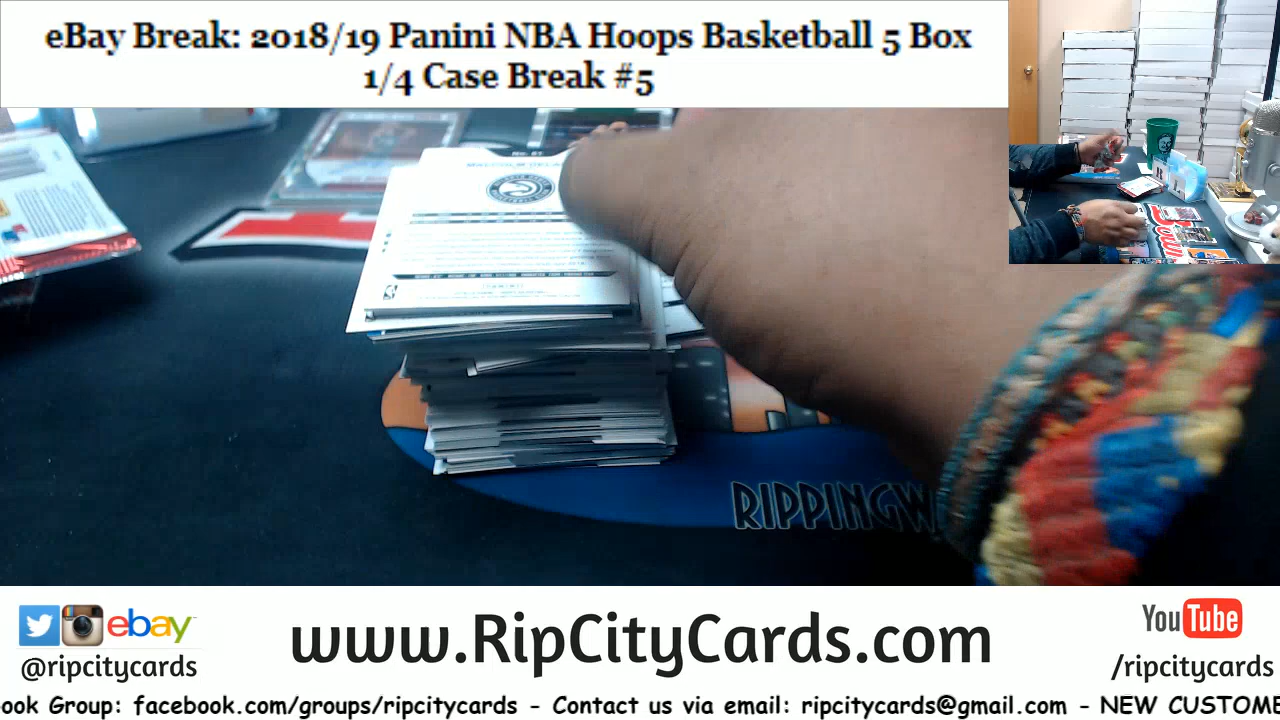 eBay Break: 2018/19 Panini NBA Hoops Basketball 5 Box
1/4 Case Break #5
RIPPINGW
ebay
www.RipCityCards.com
YouTube
@ripcitycards
/ripcitycards
ook Group: facebook.com/groups/ripcitycards - Contact us via email: ripcitycards@gmail.com - NEW CUSTOME